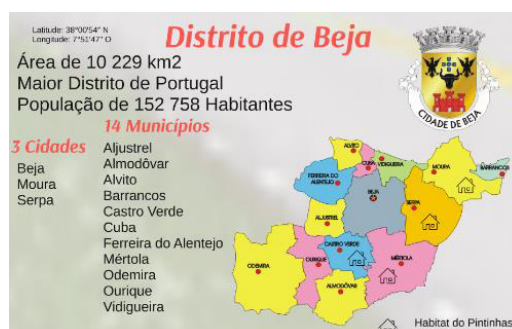 Latitude: 38°00'54" N
Longitude: 7°51'47" O
Distrito de Beja
Área de 10 229 km2
Maior Distrito de Portugal
População de 152 758 Habitantes
CIDADE DE BEJA
14 Municípios
3 Cidades
Beja
Moura
Serpa
Aljustrel
Almodôvar
Alvito
Barrancos
Castro Verde
Cuba
Ferreira do Alentejo
Mértola
Odemira
Ourique
Vidigueira
ALVITO
CUBA
VIDIGUEIRA
MOURA
BARRANCOS
FERREIRA DO
ALENTEJO
BEJA
SERPA
ALJUSTREL
CASTRO VERDE
OURIQUE
MÉRTOLA
ODEMIRA
ALMODÔVAR
Habitat do Pintinhas